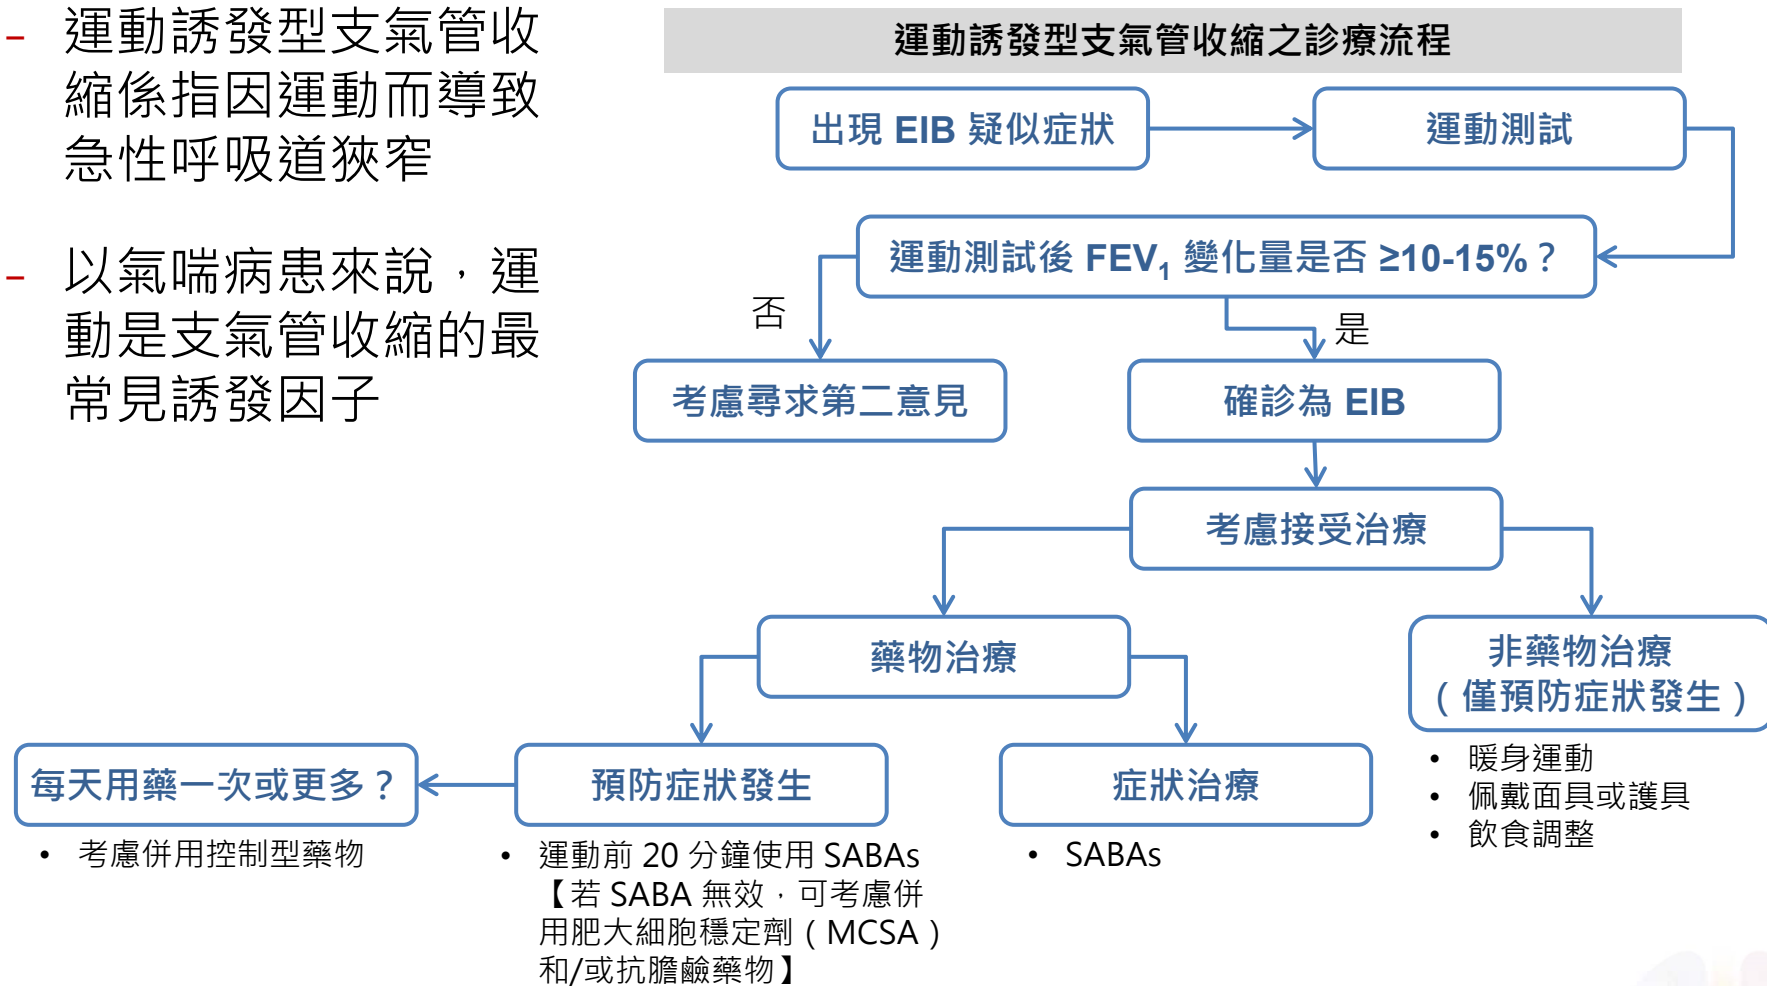 – 運動誘發型支氣管收
縮係指因運動而導致
急性呼吸道狹窄
– 以氣喘病患來說，運
動是支氣管收縮的最
常見誘發因子
運動誘發型支氣管收縮之診療流程
出現 EIB 疑似症狀
運動測試
運動測試後 FEV₁ 變化量是否 ≥10-15%？
否
是
考慮尋求第二意見
確診為 EIB
考慮接受治療
藥物治療
非藥物治療
（僅預防症狀發生）
• 暖身運動
• 佩戴面具或護具
• 飲食調整
每天用藥一次或更多？
• 考慮併用控制型藥物
預防症狀發生
• 運動前 20 分鐘使用 SABAs
【若 SABA 無效，可考慮併
用肥大細胞穩定劑（MCSA）
和/或抗膽鹼藥物】
症狀治療
• SABAs